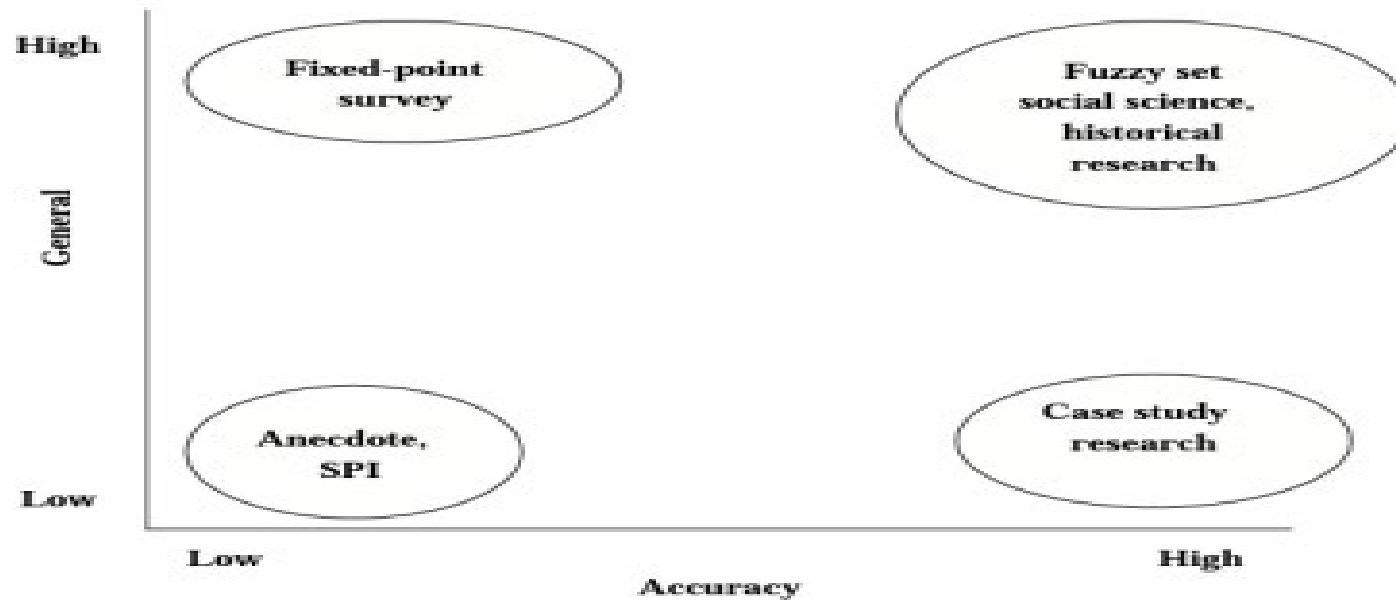 High
Fixed-point
survey
Fuzzy set
social science,
historical
research
General
Anecdote,
SPI
Case study
research
Low
Low
High
Accuracy